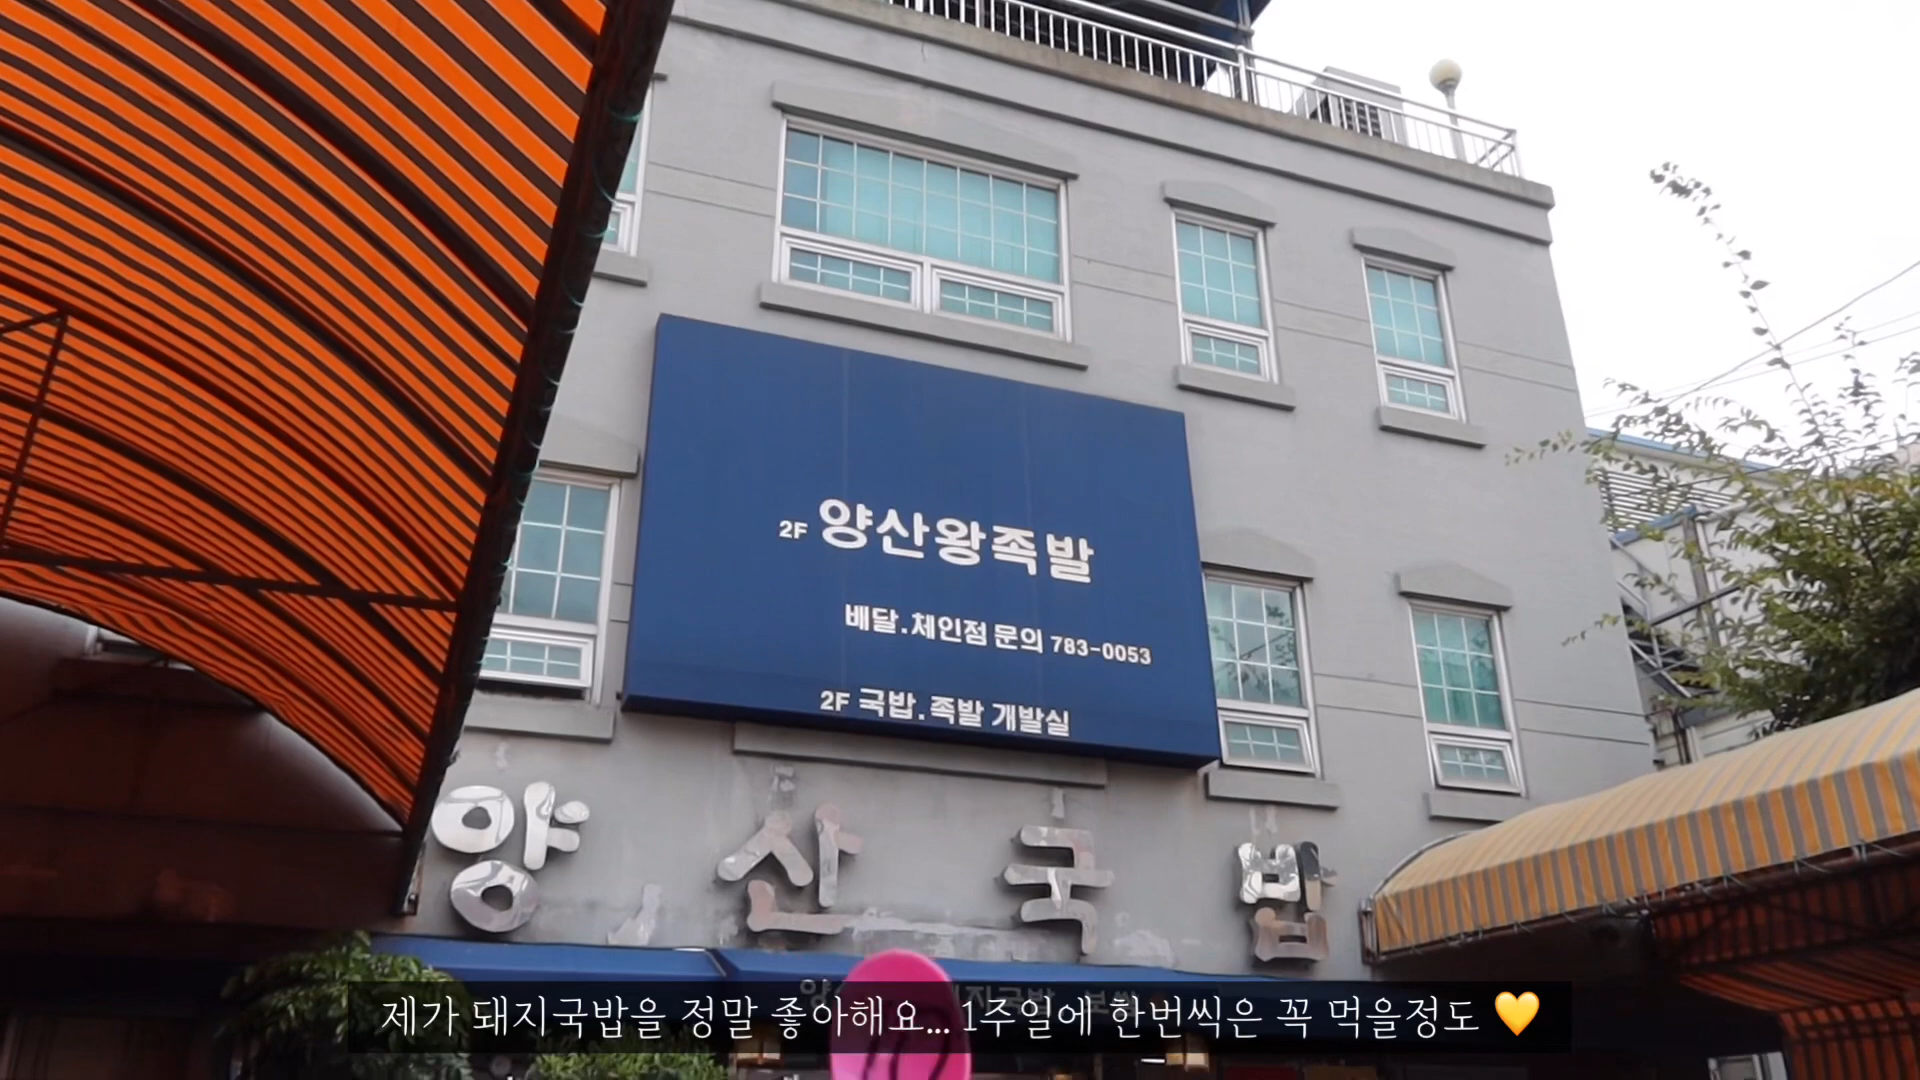 2F 양산왕족발
배달.체인점 문의 783-0053
2F 국밥.족발 개발실
양산국밥
제가 돼지국밥을 정말 좋아해요... 1주일에 한번씩은 꼭 먹을정도 💛